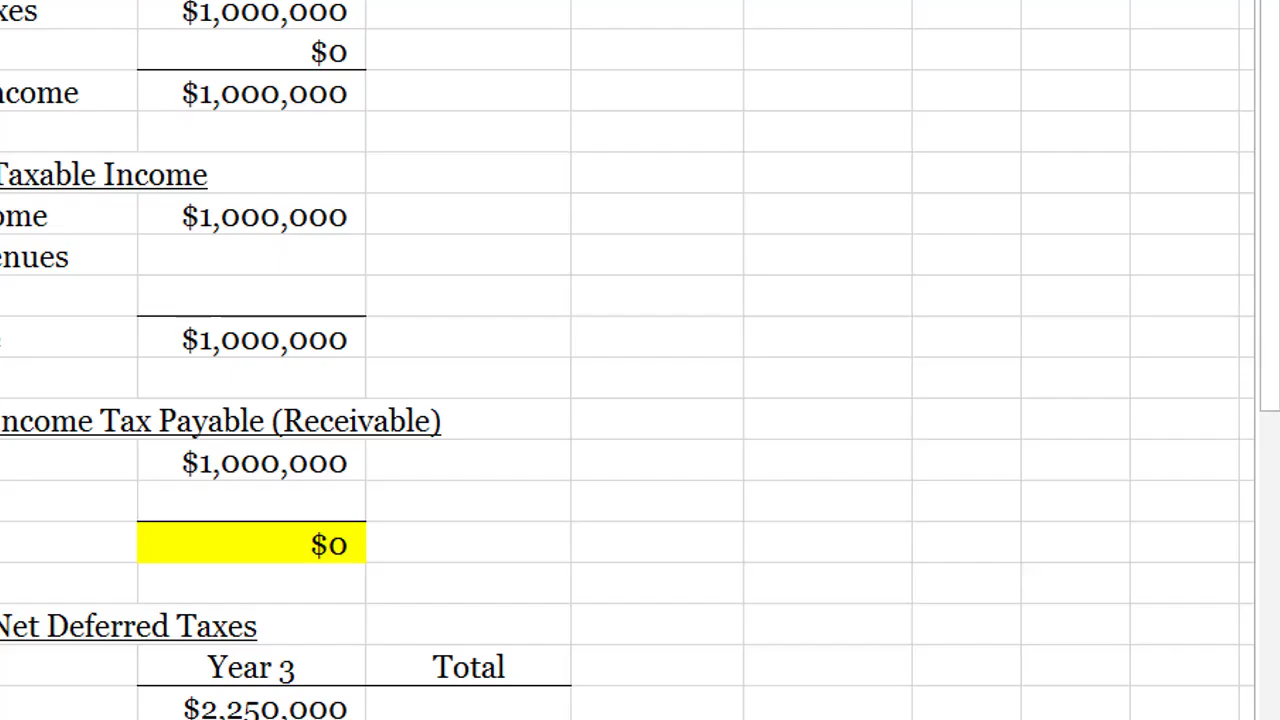 xes $1,000,000
$0
ncome $1,000,000
Taxable Income
ome $1,000,000
enues
$1,000,000
ncome Tax Payable (Receivable)
$1,000,000
$0
Net Deferred Taxes
Year 3 Total
$2,250,000